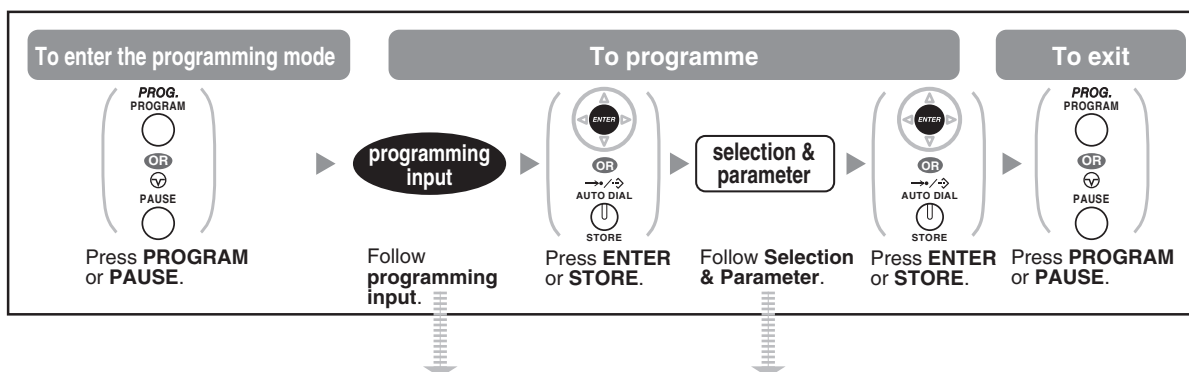 To enter the programming mode
To programme
To exit
PROG.
PROGRAM
OR
PAUSE
Press PROGRAM
or PAUSE.
programming
input
Follow
programming
input.
ENTER
OR
AUTO DIAL
STORE
Press ENTER
or STORE.
selection &
parameter
Follow Selection
& Parameter.
ENTER
OR
AUTO DIAL
STORE
Press ENTER
or STORE.
PROG.
PROGRAM
OR
PAUSE
Press PROGRAM
or PAUSE.